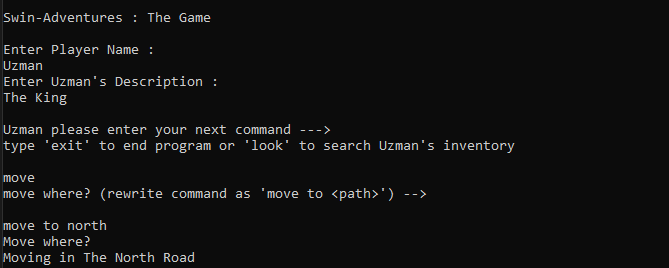 Swin-Adventures : The Game
Enter Player Name :
Uzman
Enter Uzman's Description :
The King
Uzman please enter your next command --->
type 'exit' to end program or 'look' to search Uzman's inventory
move
move where? (rewrite command as 'move to <path>') -->
move to north
Move where?
Moving in The North Road